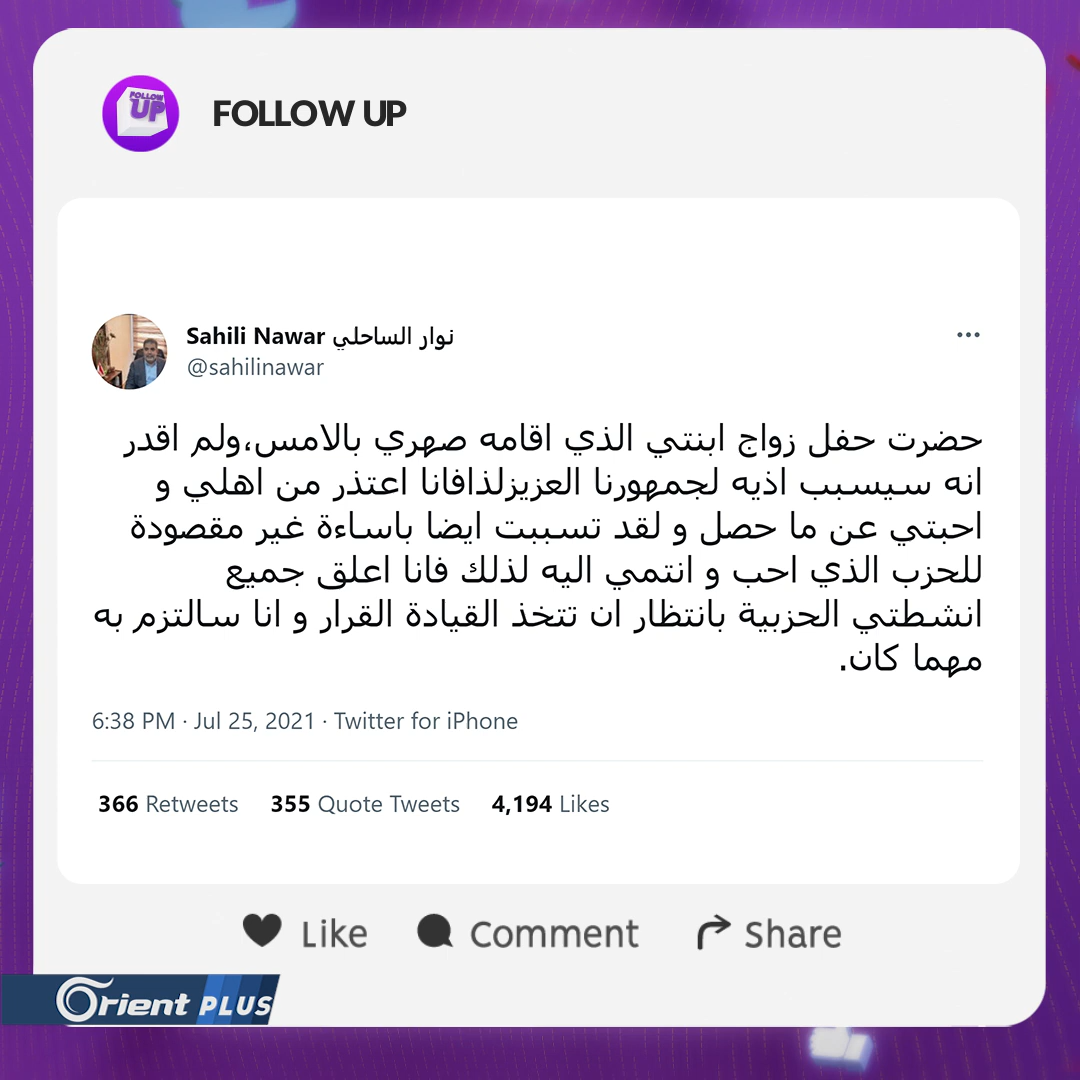 FOLLOW UP
FOLLOW UP
Sahili Nawar نوار الساحلي
@sahilinawar
حضرت حفل زواج ابنتي الذي اقامه صهري بالامس،ولم اقدر
انه سيسبب اذيه لجمهورنا العزيزلذافانا اعتذر من اهلي و
احبتي عن ما حصل و لقد تسببت ايضا باساءة غير مقصودة
للحزب الذي احب و انتمي اليه لذلك فانا اعلق جميع
انشطتي الحزبية بانتظار ان تتخذ القيادة القرار و انا سالتزم به
مهما كان.
6:38 PM · Jul 25, 2021 · Twitter for iPhone
366 Retweets 355 Quote Tweets 4,194 Likes
Like Comment Share
Orient PLUS